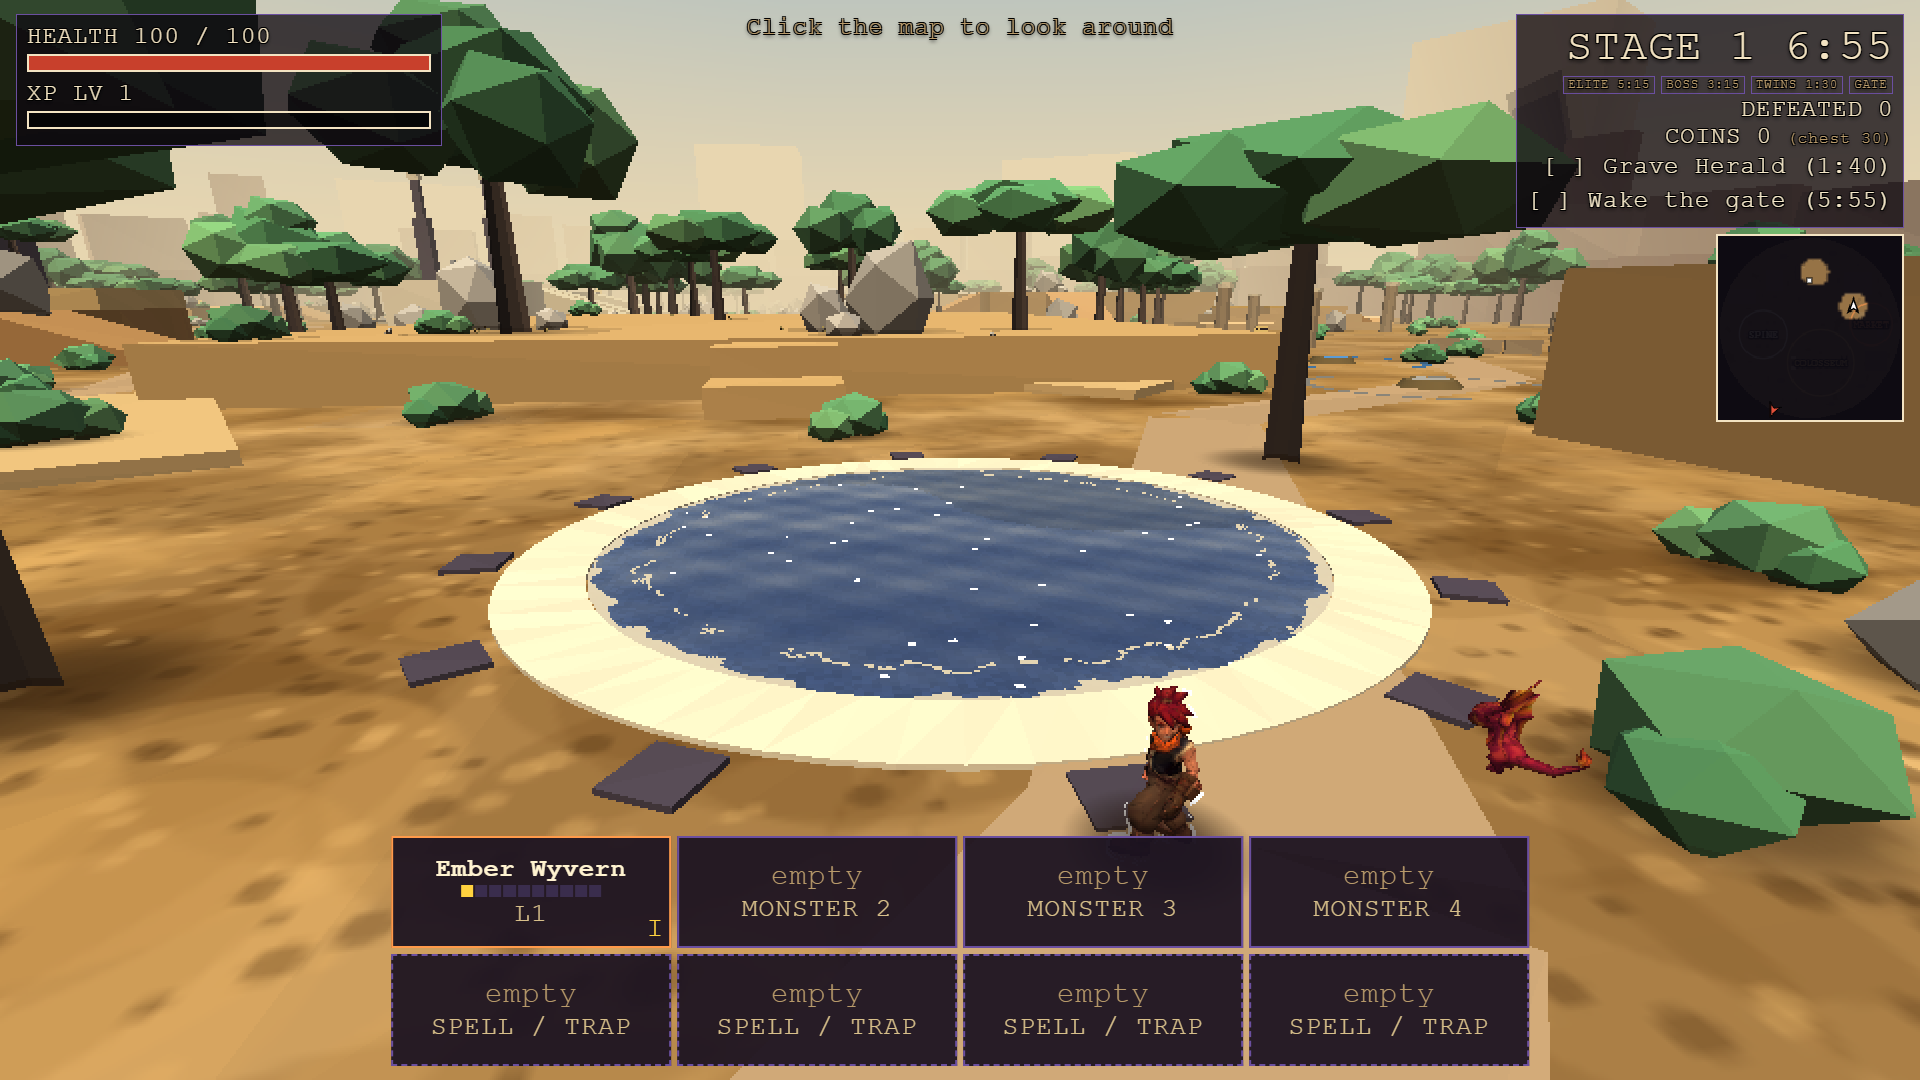 HEALTH 100 / 100
XP LV 1
Click the map to look around
STAGE 1 6:55
ELITE 5:15 BOSS 3:15 TWINS 1:30 GATE
DEFEATED 0
COINS 0 (chest 30)
[ ] Grave Herald (1:40)
[ ] Wake the gate (5:55)
Ember Wyvern
L1
I
empty
MONSTER 2
empty
MONSTER 3
empty
MONSTER 4
empty
SPELL / TRAP
empty
SPELL / TRAP
empty
SPELL / TRAP
empty
SPELL / TRAP